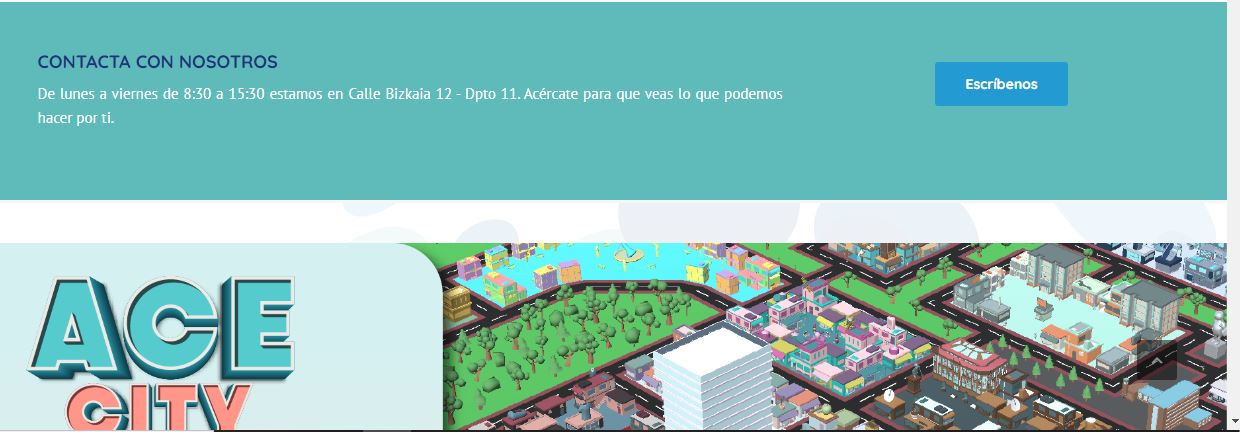 CONTACTA CON NOSOTROS
De lunes a viernes de 8:30 a 15:30 estamos en Calle Bizkaia 12 - Dpto 11. Acércate para que veas lo que podemos
hacer por ti.
Escríbenos
ACE
CITY